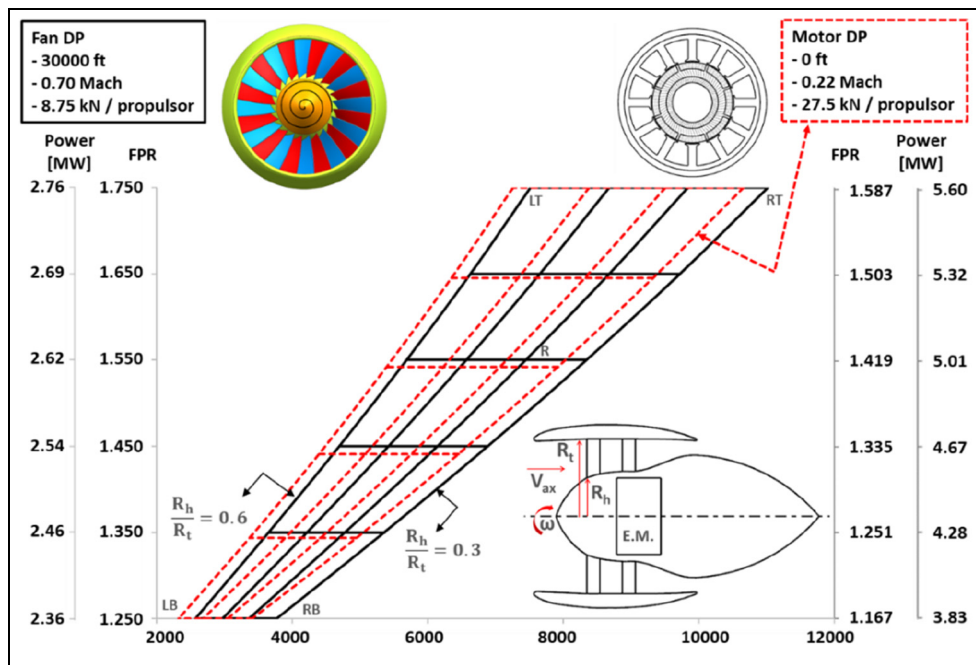 Fan DP
- 30000 ft
- 0.70 Mach
- 8.75 kN / propulsor
Motor DP
- 0 ft
- 0.22 Mach
- 27.5 kN / propulsor
Power
[MW]
FPR
FPR
Power
[MW]
2.76 1.750 LT RT 1.587 5.60
2.69 1.650 1.503 5.32
2.62 1.550 R 1.419 5.01
2.54 1.450 1.335 4.67
R_t
V_ax
R_h
R_h/R_t = 0.6
ω
E.M.
2.46 1.350 1.251 4.28
R_h/R_t = 0.3
LB RB
2.36 1.250 1.167 3.83
2000 4000 6000 8000 10000 12000